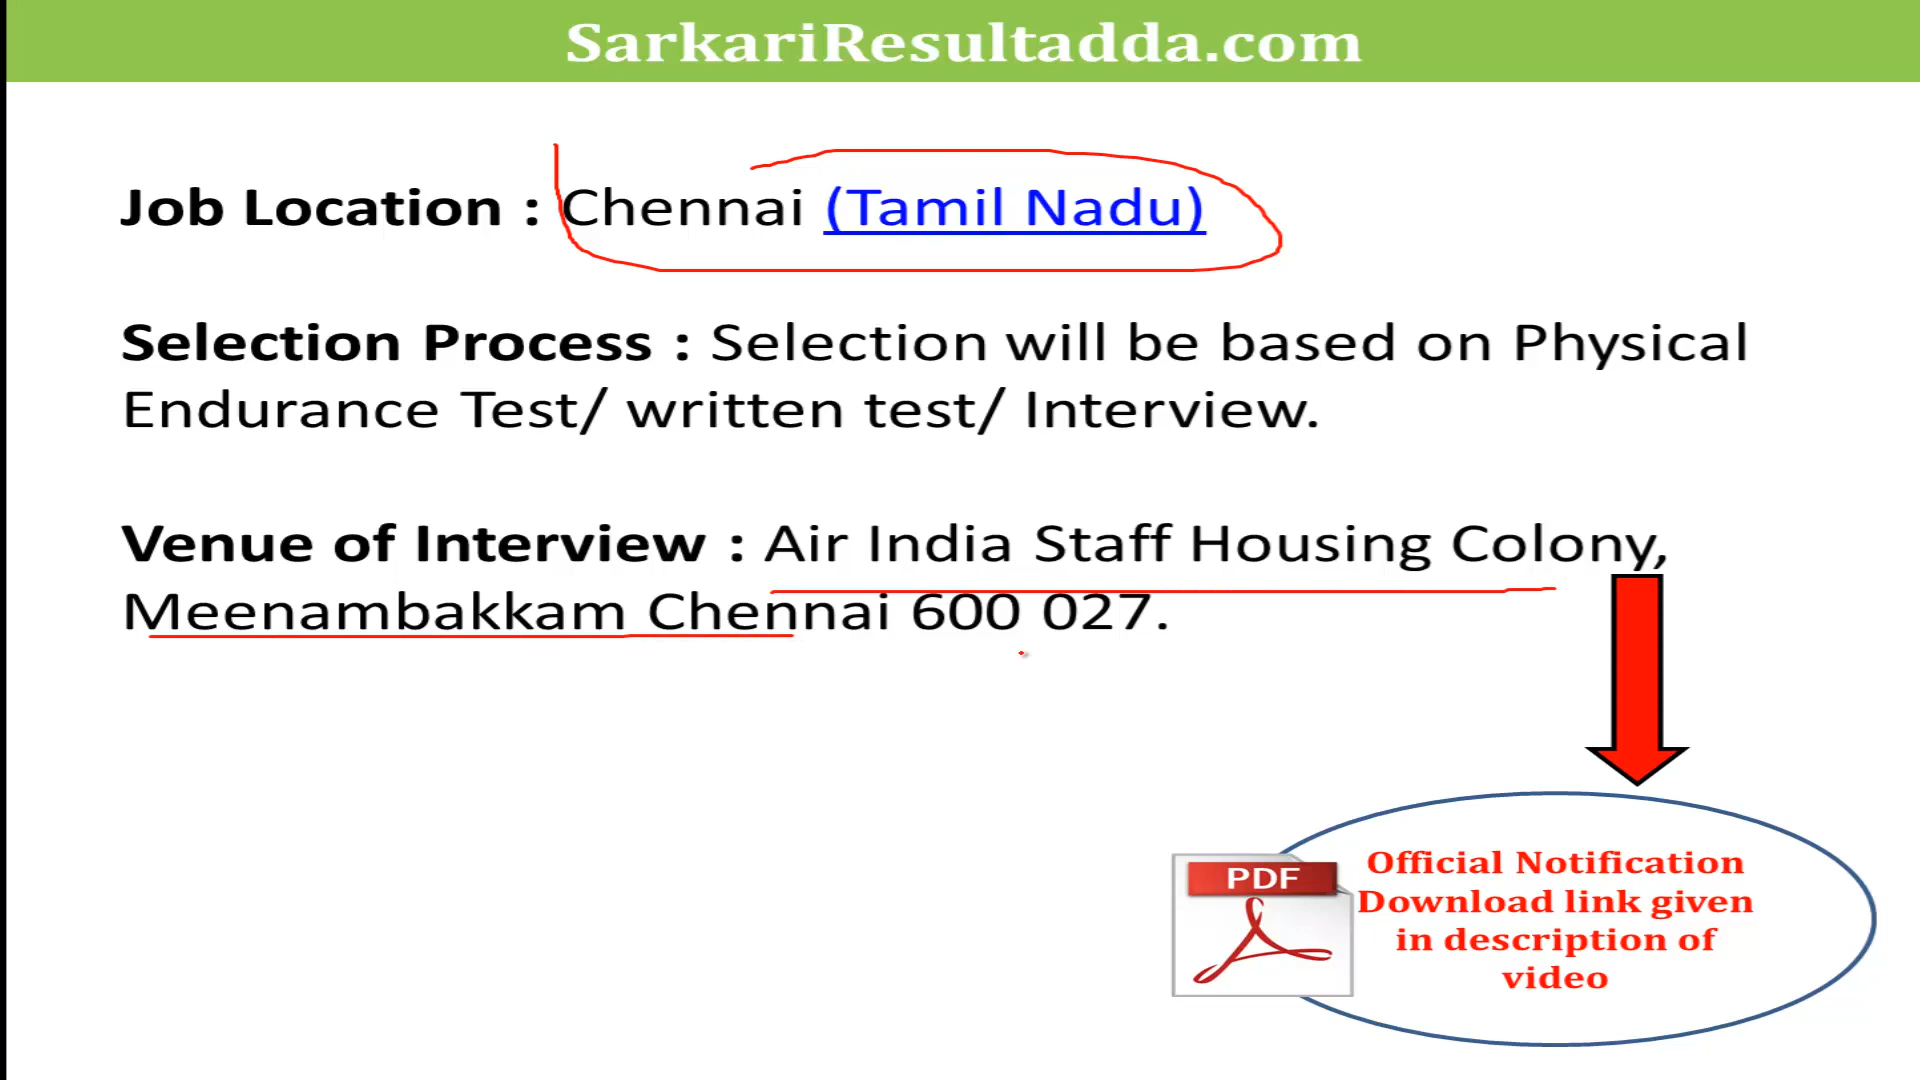 SarkariResultadda.com
Job Location : Chennai (Tamil Nadu)
Selection Process : Selection will be based on Physical
Endurance Test/ written test/ Interview.
Venue of Interview : Air India Staff Housing Colony,
Meenambakkam Chennai 600 027.
PDF
Official Notification
Download link given
in description of
video